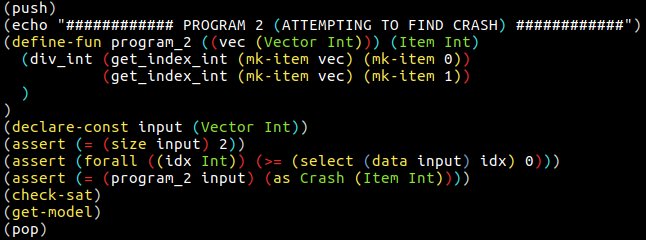 (push)
(echo "############ PROGRAM 2 (ATTEMPTING TO FIND CRASH) ############")
(define-fun program_2 ((vec (Vector Int))) (Item Int)
  (div_int (get_index_int (mk-item vec) (mk-item 0))
           (get_index_int (mk-item vec) (mk-item 1))
  )
)
(declare-const input (Vector Int))
(assert (= (size input) 2))
(assert (forall ((idx Int)) (>= (select (data input) idx) 0)))
(assert (= (program_2 input) (as Crash (Item Int))))
(check-sat)
(get-model)
(pop)